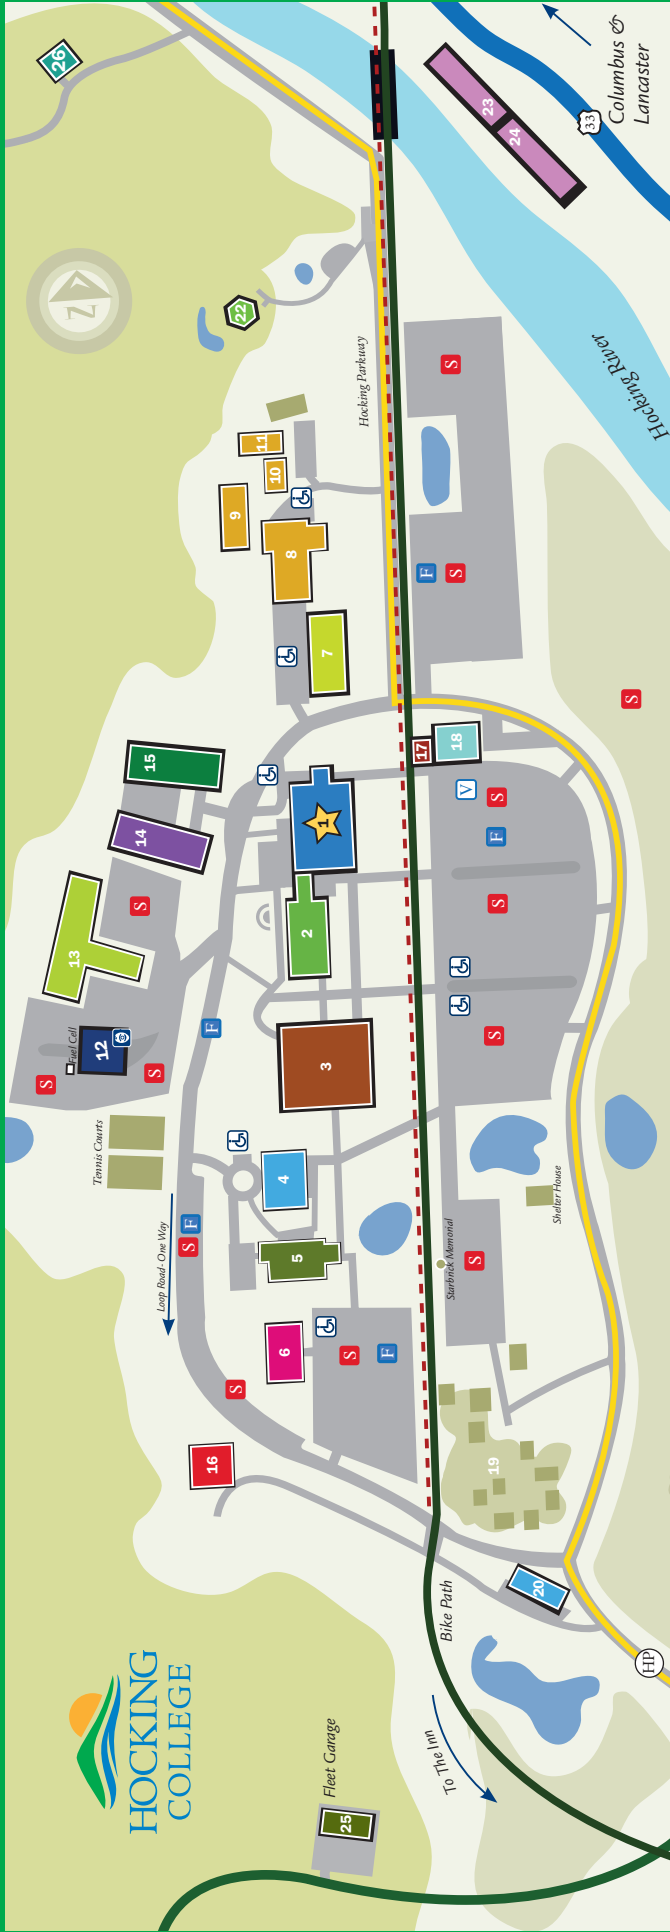 HOCKING
COLLEGE
Fleet Garage
25
To The Inn
Bike Path
HP
20
19
16
Loop Road - One Way
Tennis Courts
Fuel Cell
S
S
12
13
S
14
15
F
S
F
S
6
S
F
5
4
3
2
1
Starbrick Memorial
S
Shelter House
S
S
F
V
S
17
18
S
7
8
9
10
11
F
S
S
Hocking Parkway
22
N
26
Hocking River
23
24
33
Columbus &
Lancaster